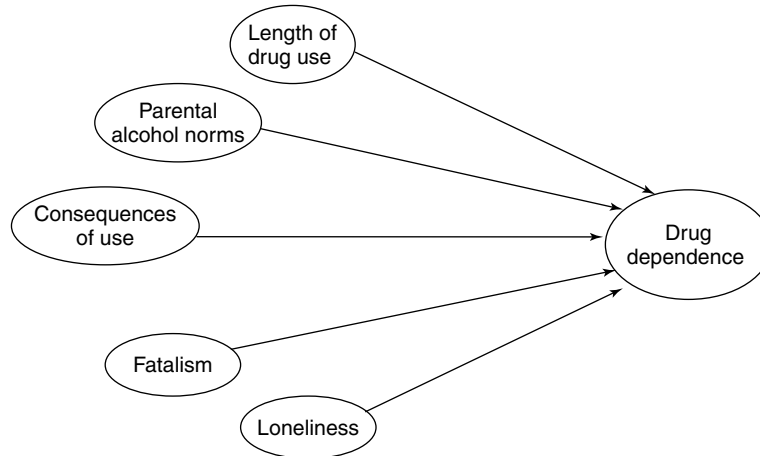 Length of
drug use
Parental
alcohol norms
Consequences
of use
Drug
dependence
Fatalism
Loneliness